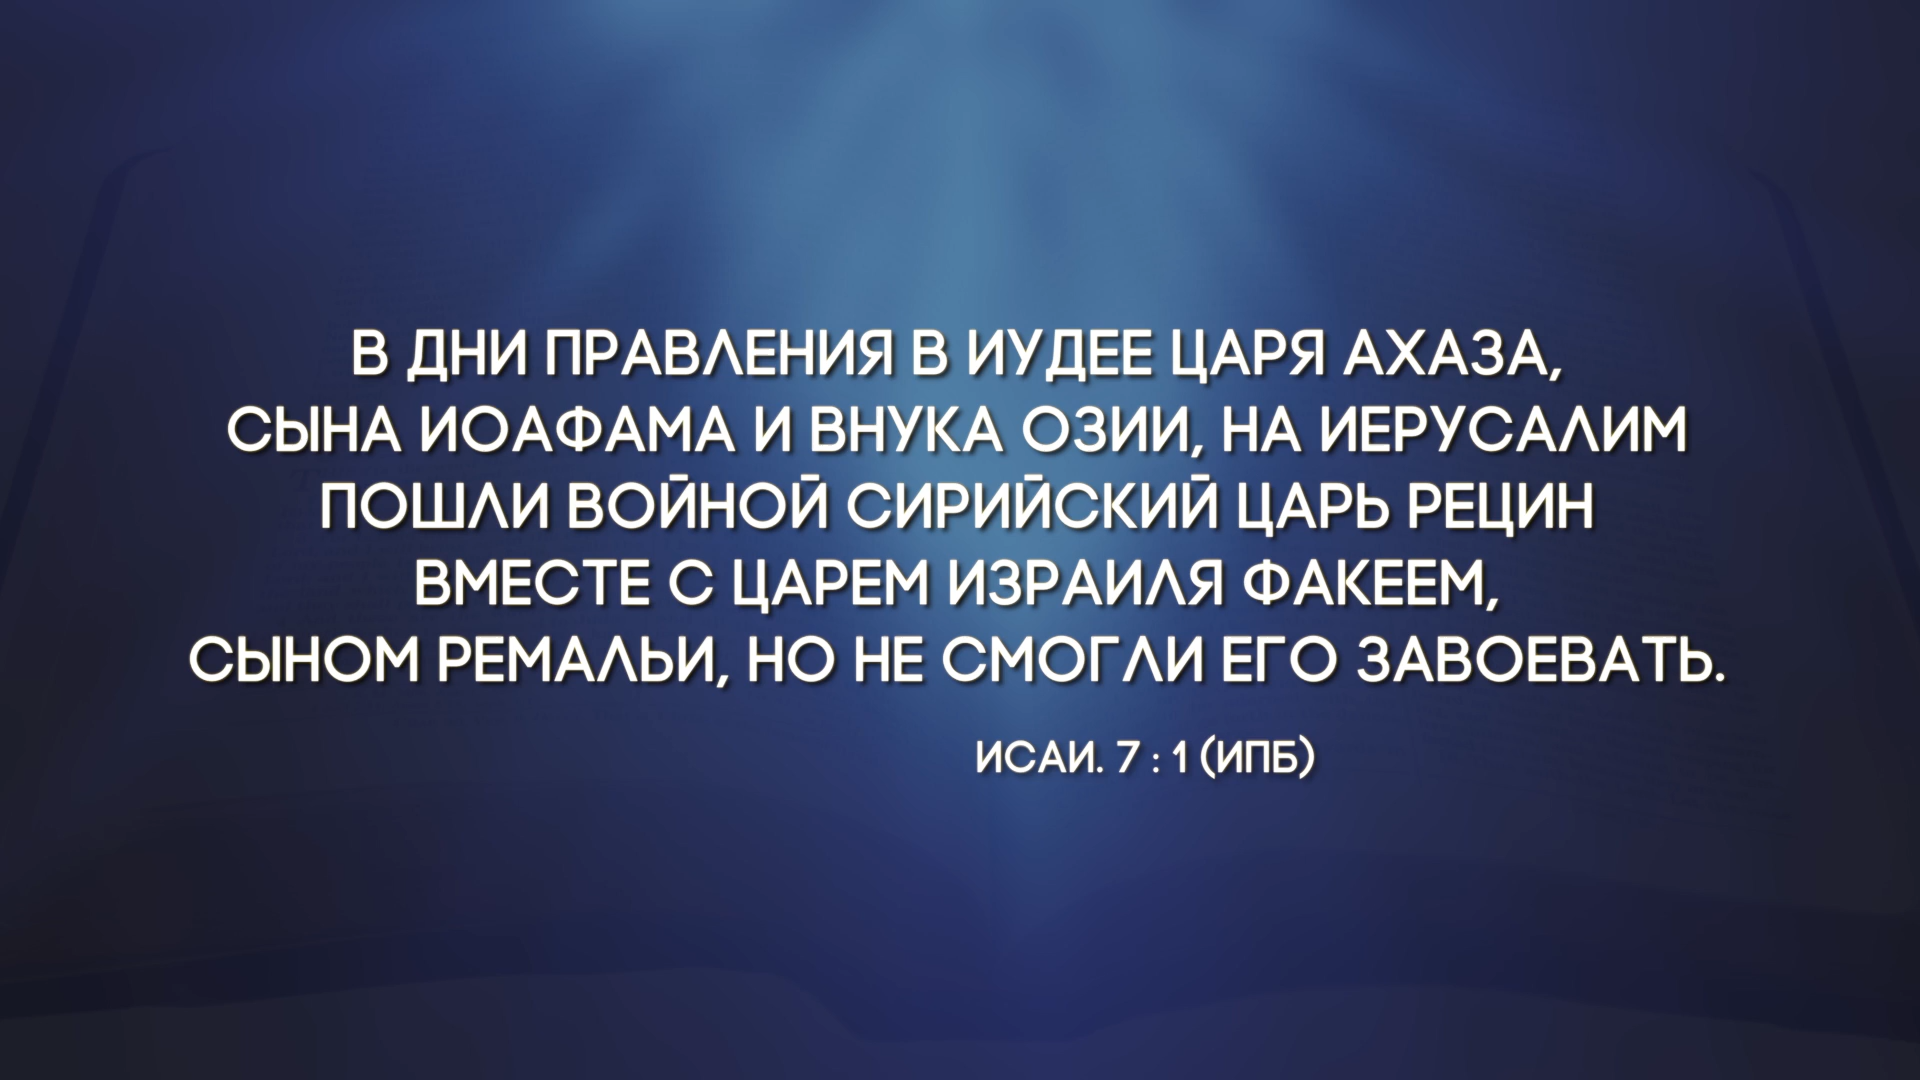 В ДНИ ПРАВЛЕНИЯ В ИУДЕЕ ЦАРЯ АХАЗА,
СЫНА ИОАФАМА И ВНУКА ОЗИИ, НА ИЕРУСАЛИМ
ПОШЛИ ВОЙНОЙ СИРИЙСКИЙ ЦАРЬ РЕЦИН
ВМЕСТЕ С ЦАРЕМ ИЗРАИЛЯ ФАКЕЕМ,
СЫНОМ РЕМАЛЬИ, НО НЕ СМОГЛИ ЕГО ЗАВОЕВАТЬ.
ИСАИ. 7 : 1 (ИПБ)